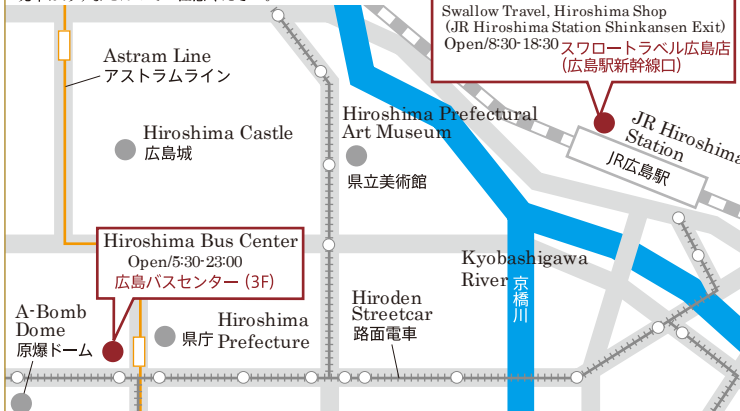 Swallow Travel, Hiroshima Shop
(JR Hiroshima Station Shinkansen Exit)
Open/8:30-18:30 スワロートラベル広島店
(広島駅新幹線口)
Astram Line
アストラムライン
Hiroshima Castle
広島城
Hiroshima Prefectural
Art Museum
県立美術館
JR Hiroshima
Station
JR広島駅
Hiroshima Bus Center
Open/5:30-23:00
広島バスセンター (3F)
Kyobashigawa
River
京橋川
A-Bomb
Dome
原爆ドーム
県庁
Hiroshima
Prefecture
Hiroden
Streetcar
路面電車